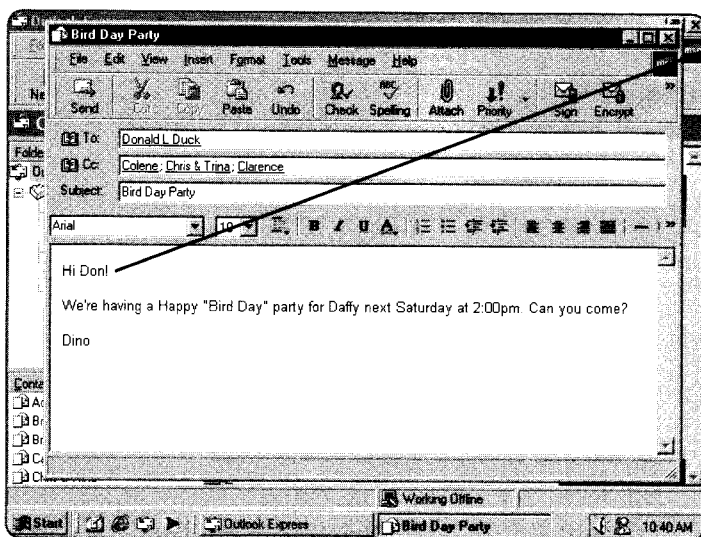 Bird Day Party
File Edit View Insert Format Tools Message Help
Send Cut Copy Paste Undo Check Spelling Attach Priority Sign Encrypt
To: Donald L Duck
Cc: Colene; Chris & Trina; Clarence
Subject: Bird Day Party
Arial 10
Hi Don!
We're having a Happy "Bird Day" party for Daffy next Saturday at 2:00pm. Can you come?
Dino
Folde
Conta
Working Offline
Start Outlook Express Bird Day Party 10:40 AM